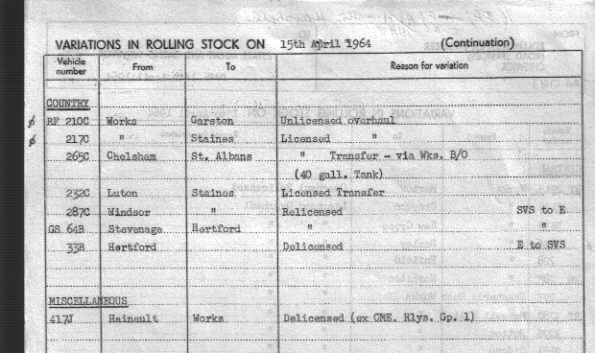 VARIATIONS IN ROLLING STOCK ON 15th April 1964 (Continuation)
Vehicle number From To Reason for variation
COUNTRY
ø RF 210C Works Garston Unlicensed overhaul
ø 217C " Staines Licensed "
265C Chelsham St. Albans " Transfer - via Wks. B/O
(40 gall. Tank)
232C Luton Staines Licensed Transfer
287C Windsor " Relicensed SVS to E
GS 64B Stevenage Hertford " "
33B Hertford Delicensed E to SVS
MISCELLANEOUS
417J Hainault Works Delicensed (ex CME. Rlys. Gp. 1)